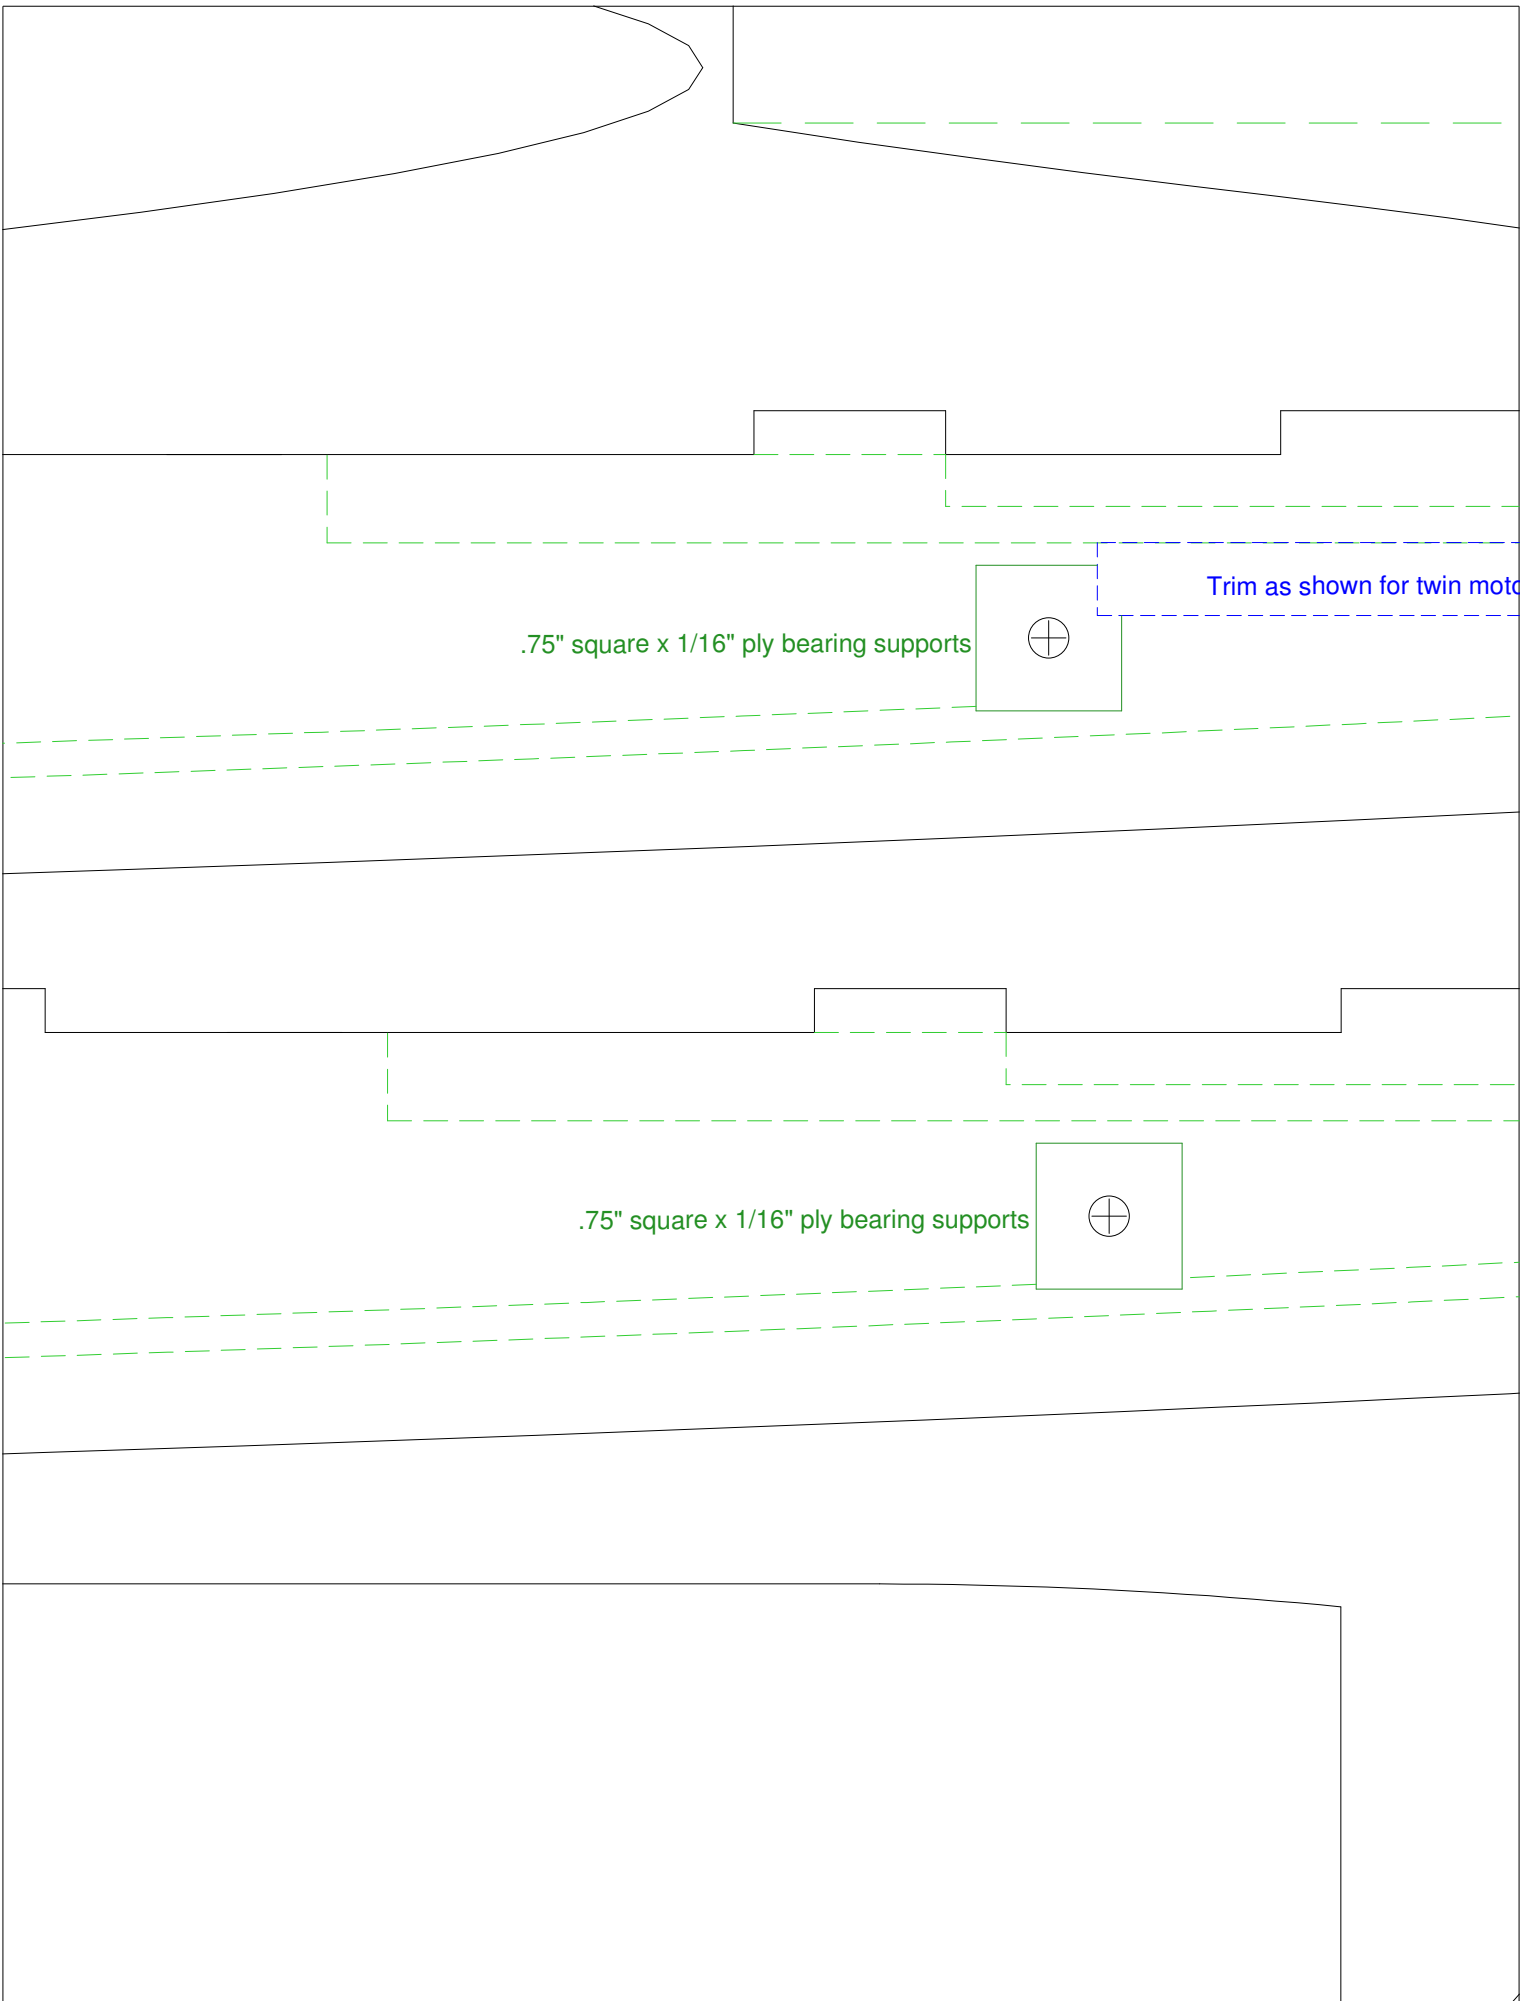 Trim as shown for twin
.75" square x 1/16" ply bearing supports
.75" square x 1/16" ply bearing supports